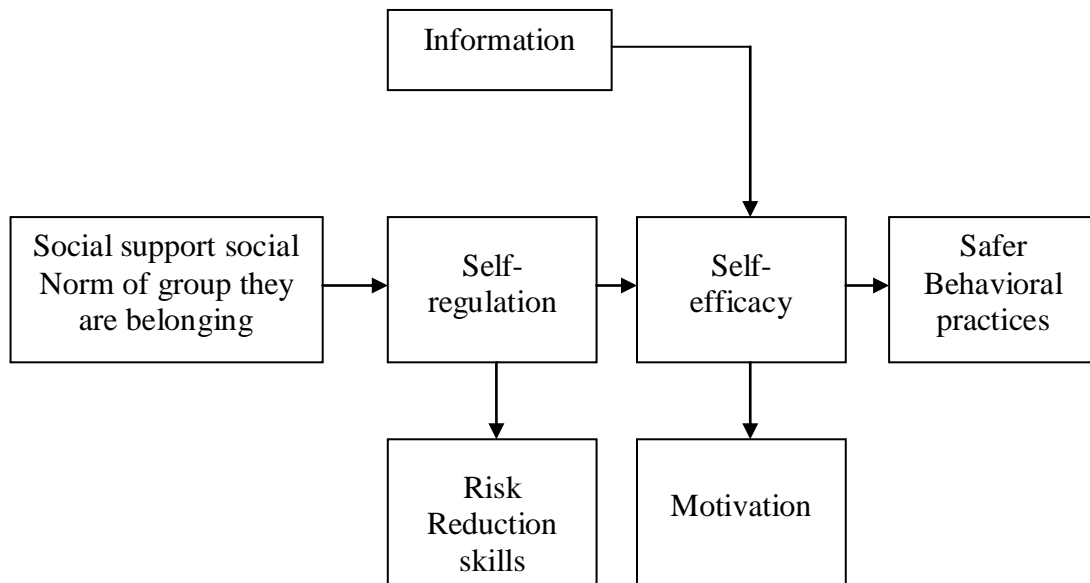 Information
Social support social
Norm of group they
are belonging
Self-
regulation
Self-
efficacy
Safer
Behavioral
practices
Risk
Reduction
skills
Motivation